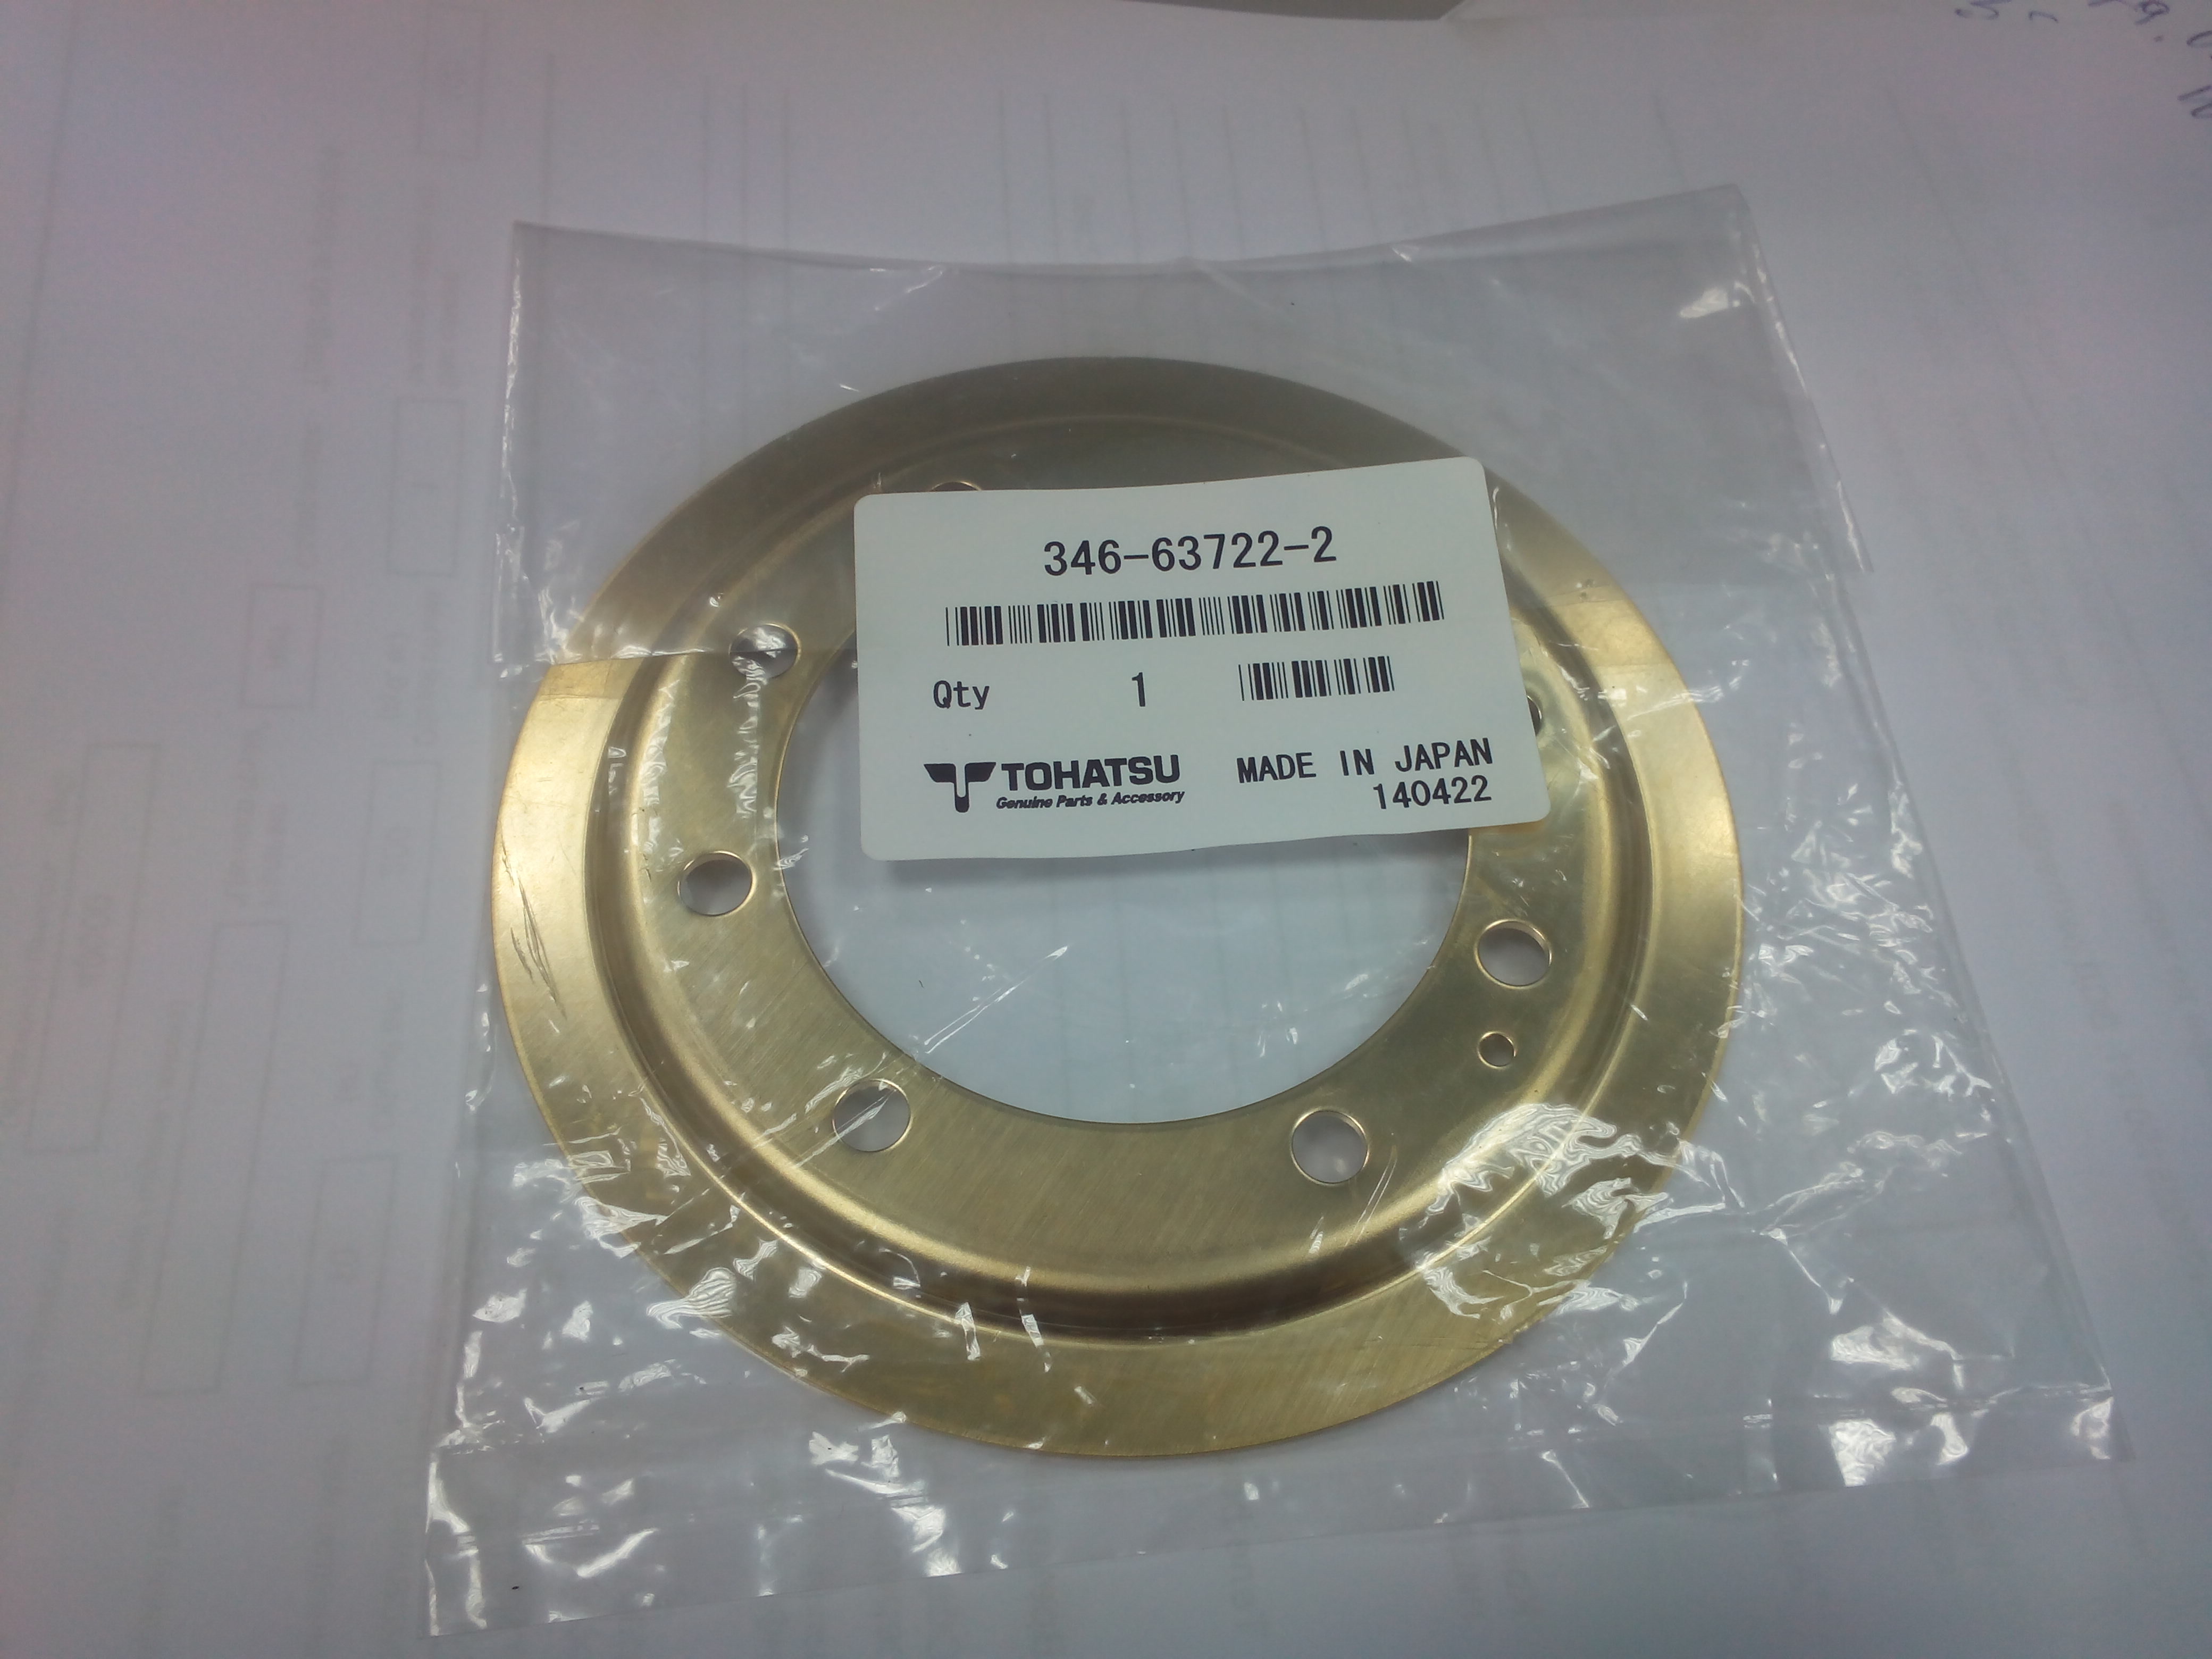 346-63722-2
Qty 1
TOHATSU MADE IN JAPAN
Genuine Parts & Accessory 140422